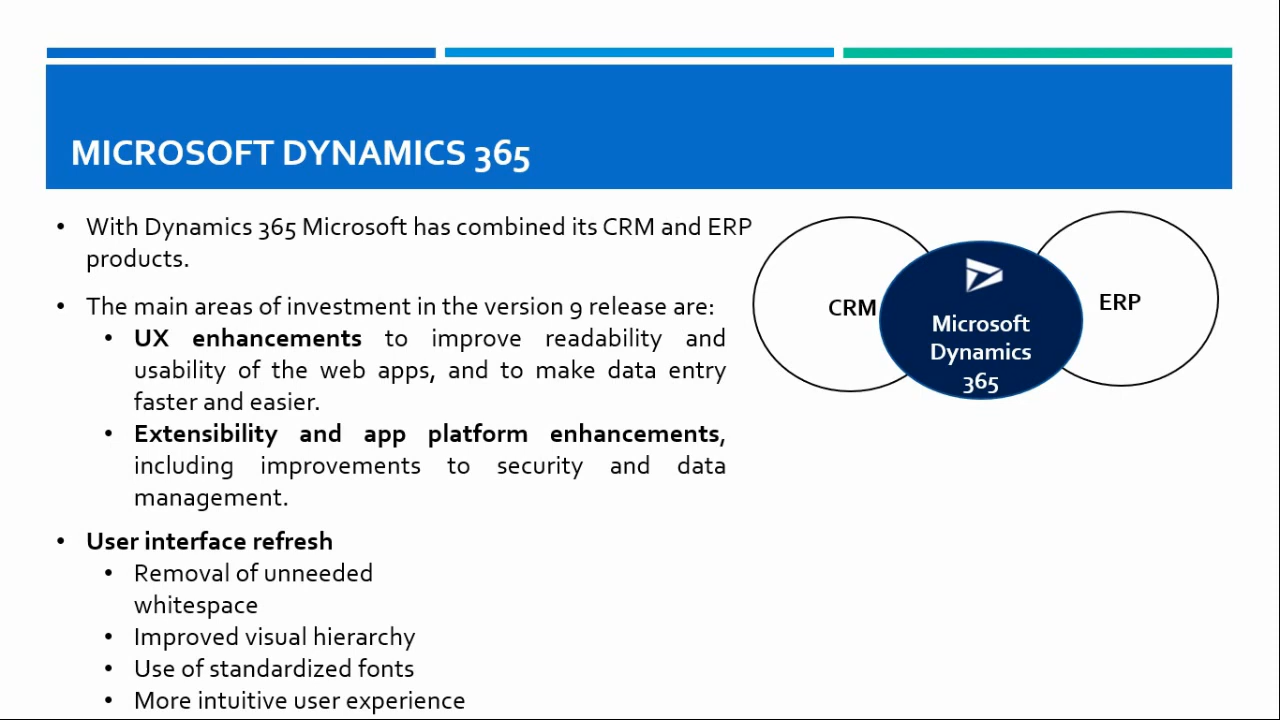 MICROSOFT DYNAMICS 365
• With Dynamics 365 Microsoft has combined its CRM and ERP
products.
• The main areas of investment in the version 9 release are:
• UX enhancements to improve readability and
usability of the web apps, and to make data entry
faster and easier.
• Extensibility and app platform enhancements,
including improvements to security and data
management.
• User interface refresh
• Removal of unneeded
whitespace
• Improved visual hierarchy
• Use of standardized fonts
• More intuitive user experience
CRM
Microsoft
Dynamics
365
ERP